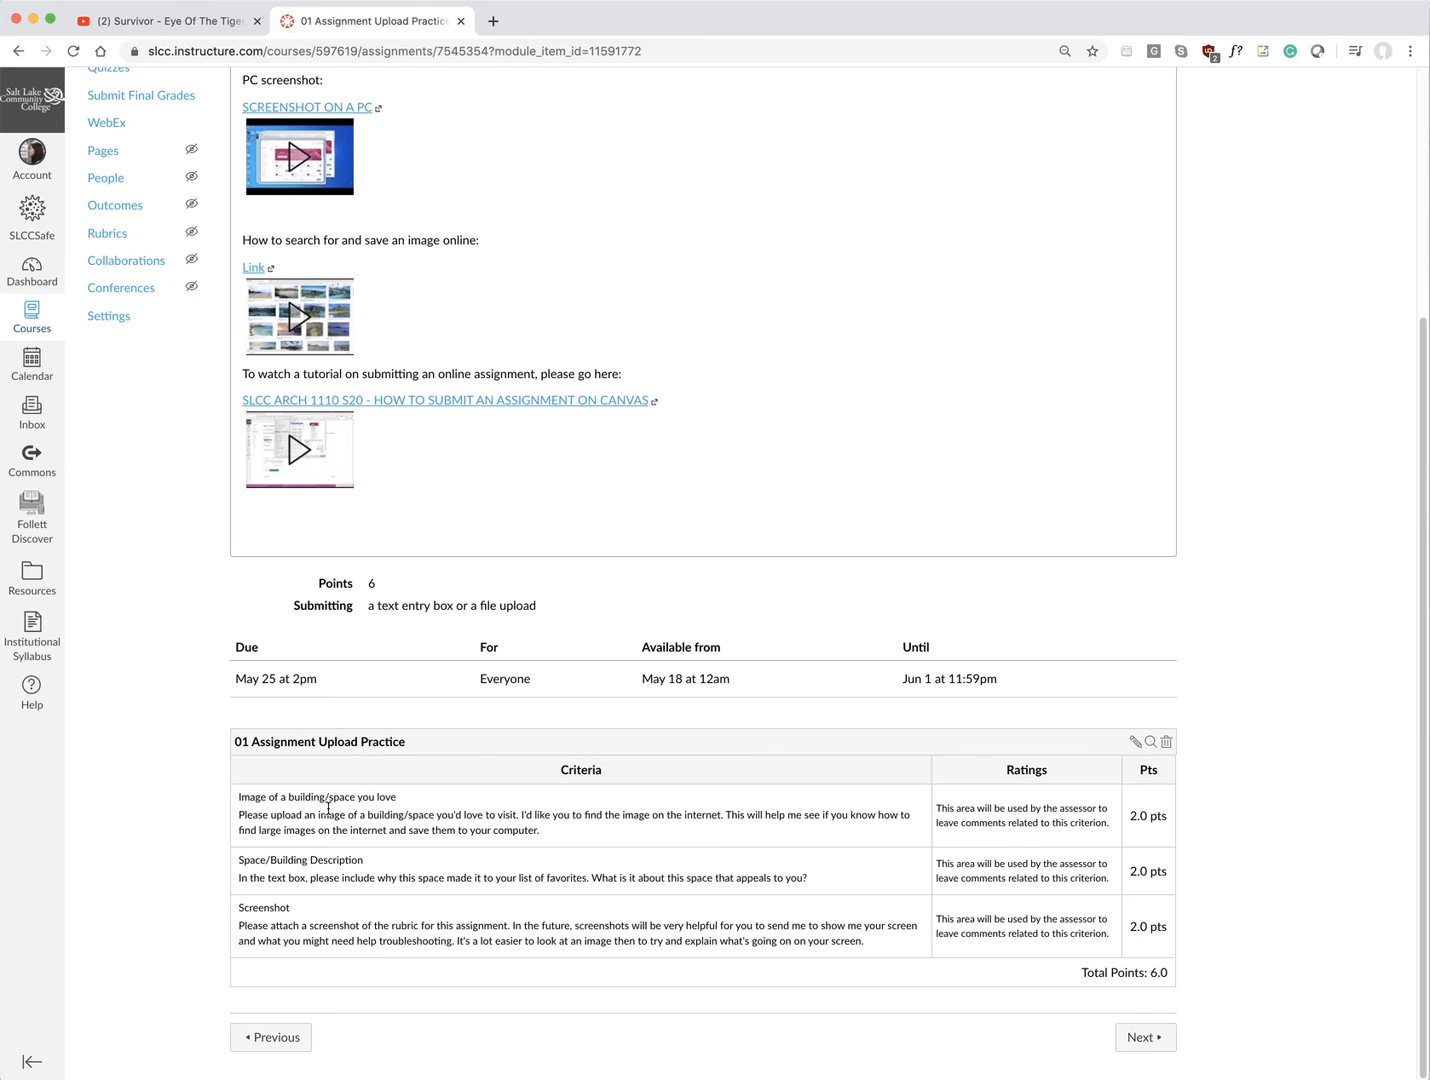 (2) Survivor - Eye Of The Tiger
01 Assignment Upload Practice
slcc.instructure.com/courses/597619/assignments/7545354?module_item_id=11591772
2
f?
G
S
Salt Lake
Community
College
Account
SLCCSafe
Dashboard
Courses
Calendar
Inbox
Commons
Follett
Discover
Resources
Institutional
Syllabus
Help
Quizzes
Submit Final Grades
WebEx
Pages
People
Outcomes
Rubrics
Collaborations
Conferences
Settings
PC screenshot:
SCREENSHOT ON A PC
How to search for and save an image online:
Link
To watch a tutorial on submitting an online assignment, please go here:
SLCC ARCH 1110 S20 - HOW TO SUBMIT AN ASSIGNMENT ON CANVAS
Points 6
Submitting a text entry box or a file upload
Due For Available from Until
May 25 at 2pm Everyone May 18 at 12am Jun 1 at 11:59pm
01 Assignment Upload Practice
Criteria Ratings Pts
Image of a building/space you love
Please upload an image of a building/space you'd love to visit. I'd like you to find the image on the internet. This will help me see if you know how to
find large images on the internet and save them to your computer.
This area will be used by the assessor to
leave comments related to this criterion.
2.0 pts
Space/Building Description
In the text box, please include why this space made it to your list of favorites. What is it about this space that appeals to you?
This area will be used by the assessor to
leave comments related to this criterion.
2.0 pts
Screenshot
Please attach a screenshot of the rubric for this assignment. In the future, screenshots will be very helpful for you to send me to show me your screen
and what you might need help troubleshooting. It's a lot easier to look at an image then to try and explain what's going on on your screen.
This area will be used by the assessor to
leave comments related to this criterion.
2.0 pts
Total Points: 6.0
Previous
Next